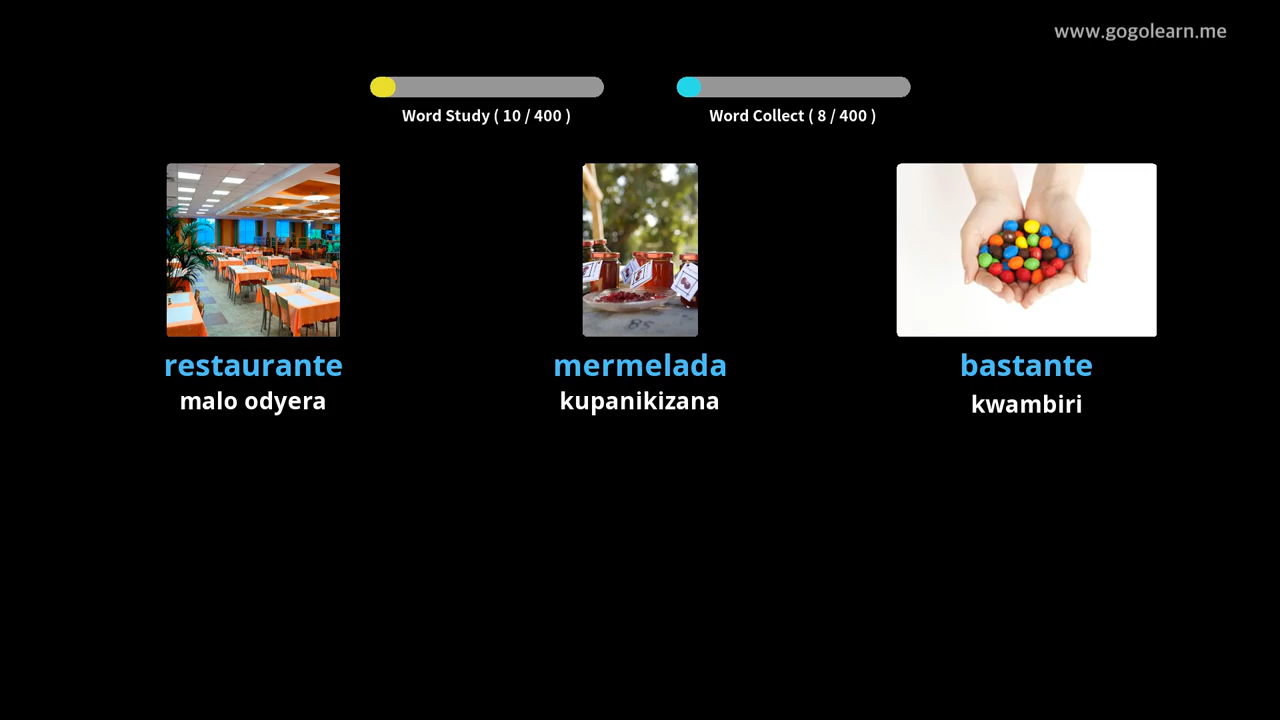 www.gogolearn.me
Word Study ( 10 / 400 )
Word Collect ( 8 / 400 )
restaurante
malo odyera
mermelada
kupanikizana
bastante
kwambiri